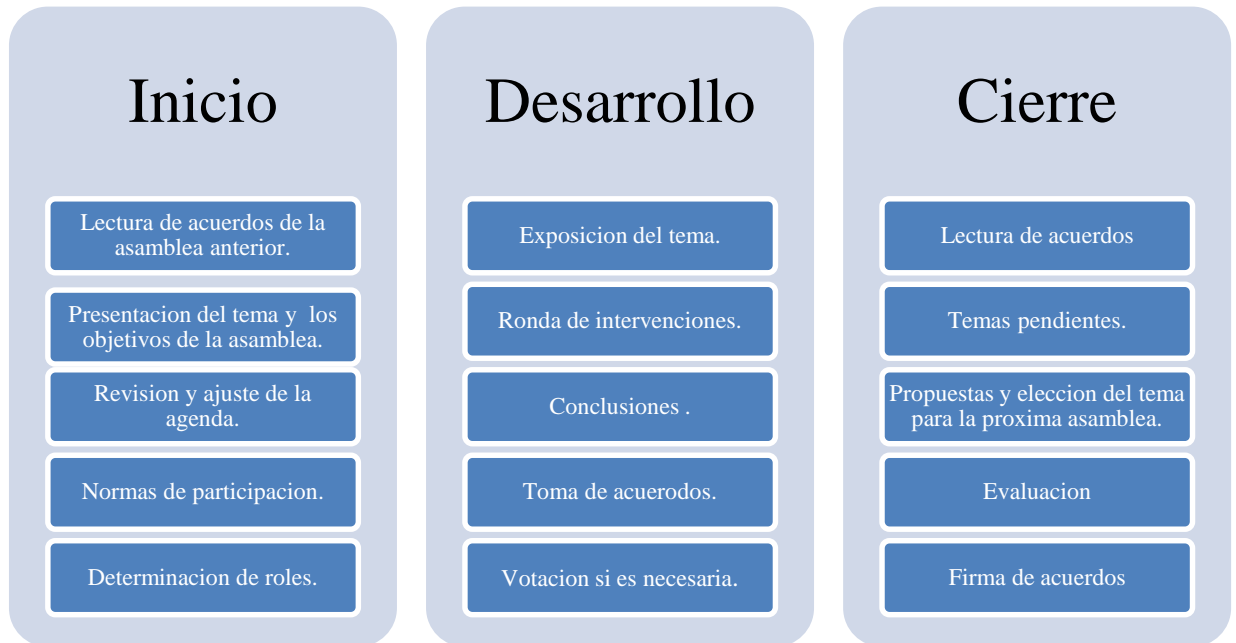 Inicio
Lectura de acuerdos de la
asamblea anterior.
Presentacion del tema y  los
objetivos de la asamblea.
Revision y ajuste de la
agenda.
Normas de participacion.
Determinacion de roles.
Desarrollo
Exposicion del tema.
Ronda de intervenciones.
Conclusiones .
Toma de acuerodos.
Votacion si es necesaria.
Cierre
Lectura de acuerdos
Temas pendientes.
Propuestas y eleccion del tema
para la proxima asamblea.
Evaluacion
Firma de acuerdos